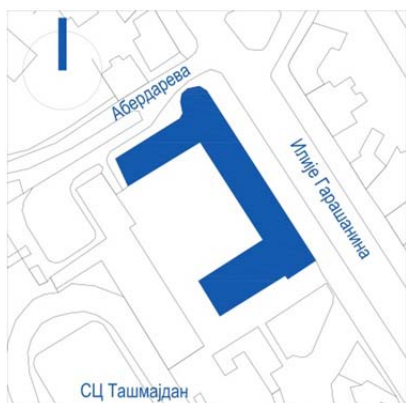 Абердарева
Илије Гарашанина
СЦ Ташмајдан